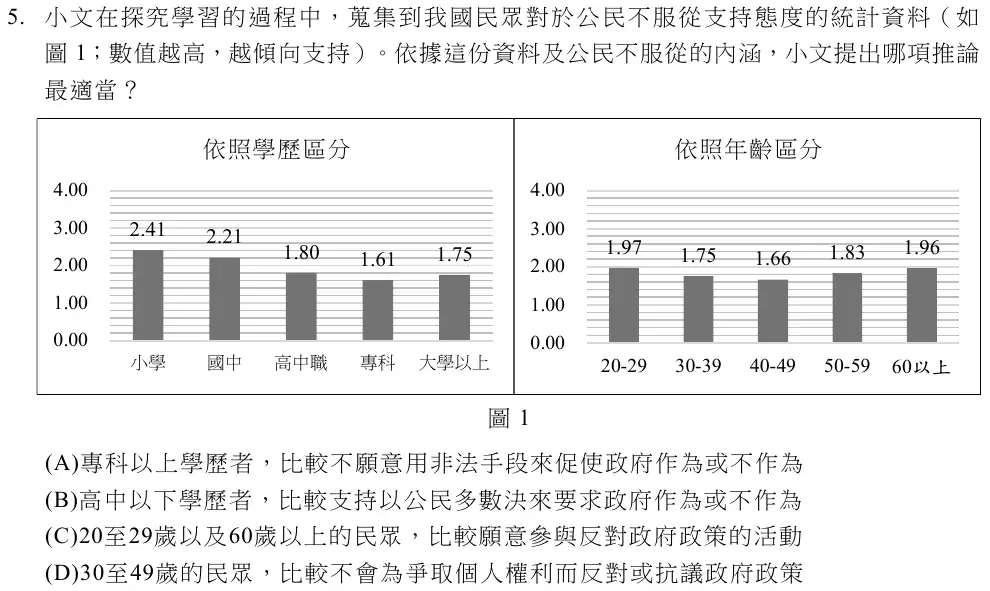 5. 小文在探究學習的過程中，蒐集到我國民眾對於公民不服從支持態度的統計資料（如
圖 1；數值越高，越傾向支持）。依據這份資料及公民不服從的內涵，小文提出哪項推論
最適當？
依照學歷區分
4.00
3.00
2.00
1.00
0.00
2.41
2.21
1.80
1.61
1.75
小學 國中 高中職 專科 大學以上
依照年齡區分
4.00
3.00
2.00
1.00
0.00
1.97
1.75
1.66
1.83
1.96
20-29 30-39 40-49 50-59 60以上
圖 1
(A)專科以上學歷者，比較不願意用非法手段來促使政府作為或不作為
(B)高中以下學歷者，比較支持以公民多數決來要求政府作為或不作為
(C)20至29歲以及60歲以上的民眾，比較願意參與反對政府政策的活動
(D)30至49歲的民眾，比較不會為爭取個人權利而反對或抗議政府政策